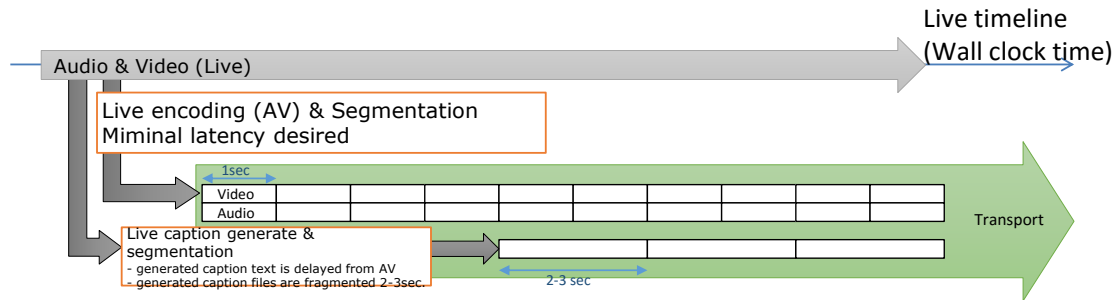 Live timeline
(Wall clock time)
Audio & Video (Live)
Live encoding (AV) & Segmentation
Miminal latency desired
1sec
Video
Audio
Transport
Live caption generate &
segmentation
- generated caption text is delayed from AV
- generated caption files are fragmented 2-3sec.
2-3 sec